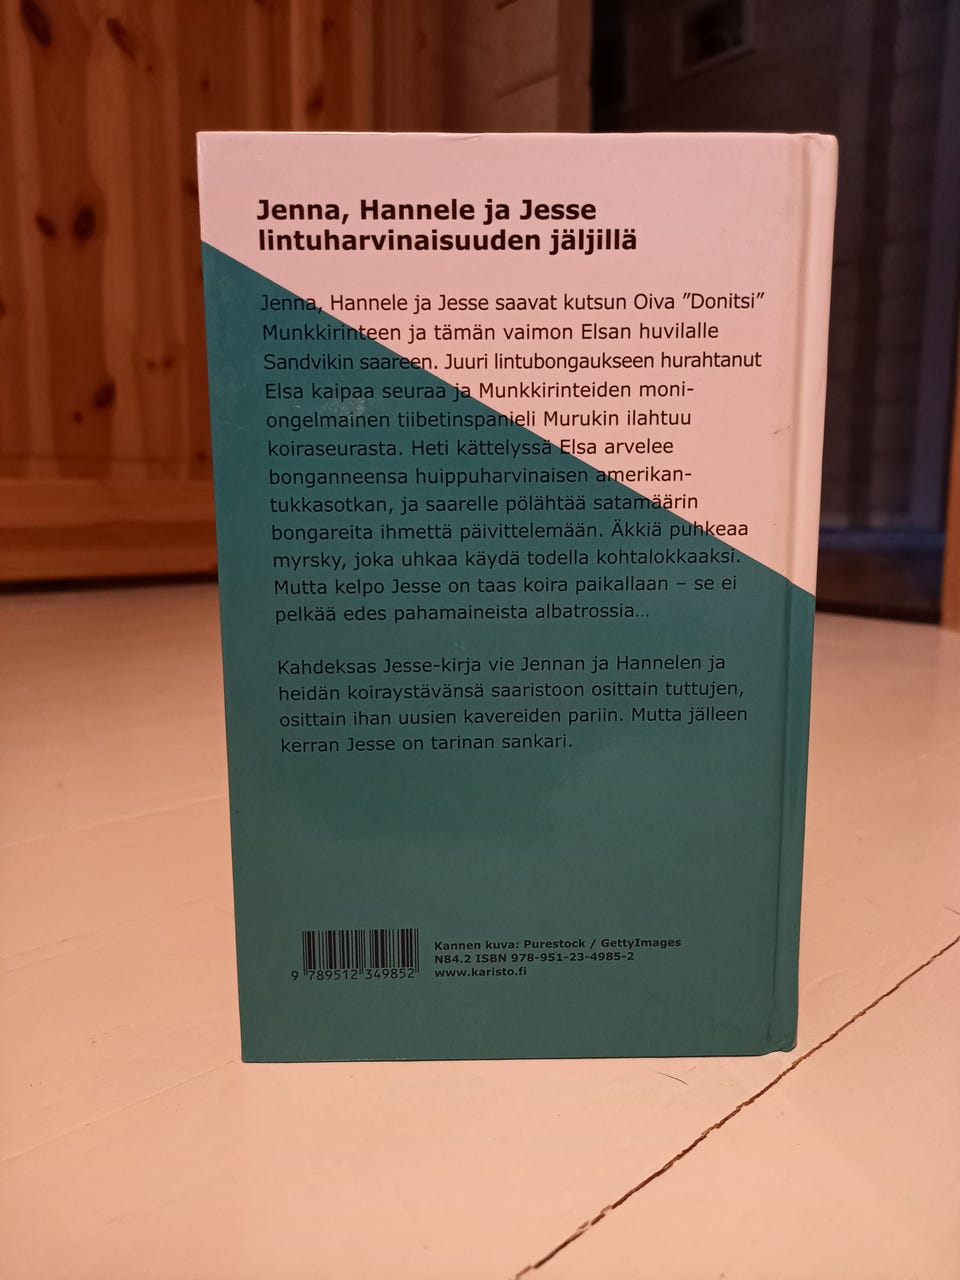 Jenna, Hannele ja Jesse
lintuharvinaisuuden jäljillä
Jenna, Hannele ja Jesse saavat kutsun Oiva ”Donitsi”
Munkkirinteen ja tämän vaimon Elsan huvilalle
Sandvikin saareen. Juuri lintubongaukseen hurahtanut
Elsa kaipaa seuraa ja Munkkirinteiden moni-
ongelmainen tiibetinspanieli Murukin ilahtuu
koiraseurasta. Heti kättelyssä Elsa arvelee
bonganneensa huippuharvinaisen amerikan-
tukkasotkan, ja saarelle pölähtää satamäärin
bongareita ihmettä päivittelemään. Äkkiä puhkeaa
myrsky, joka uhkaa käydä todella kohtalokkaaksi.
Mutta kelpo Jesse on taas koira paikallaan – se ei
pelkää edes pahamaineista albatrossia...
Kahdeksas Jesse-kirja vie Jennan ja Hannelen ja
heidän koiraystävänsä saaristoon osittain tuttujen,
osittain ihan uusien kavereiden pariin. Mutta jälleen
kerran Jesse on tarinan sankari.
Kannen kuva: Purestock / GettyImages
N84.2 ISBN 978-951-23-4985-2
www.karisto.fi
9 789512 349852